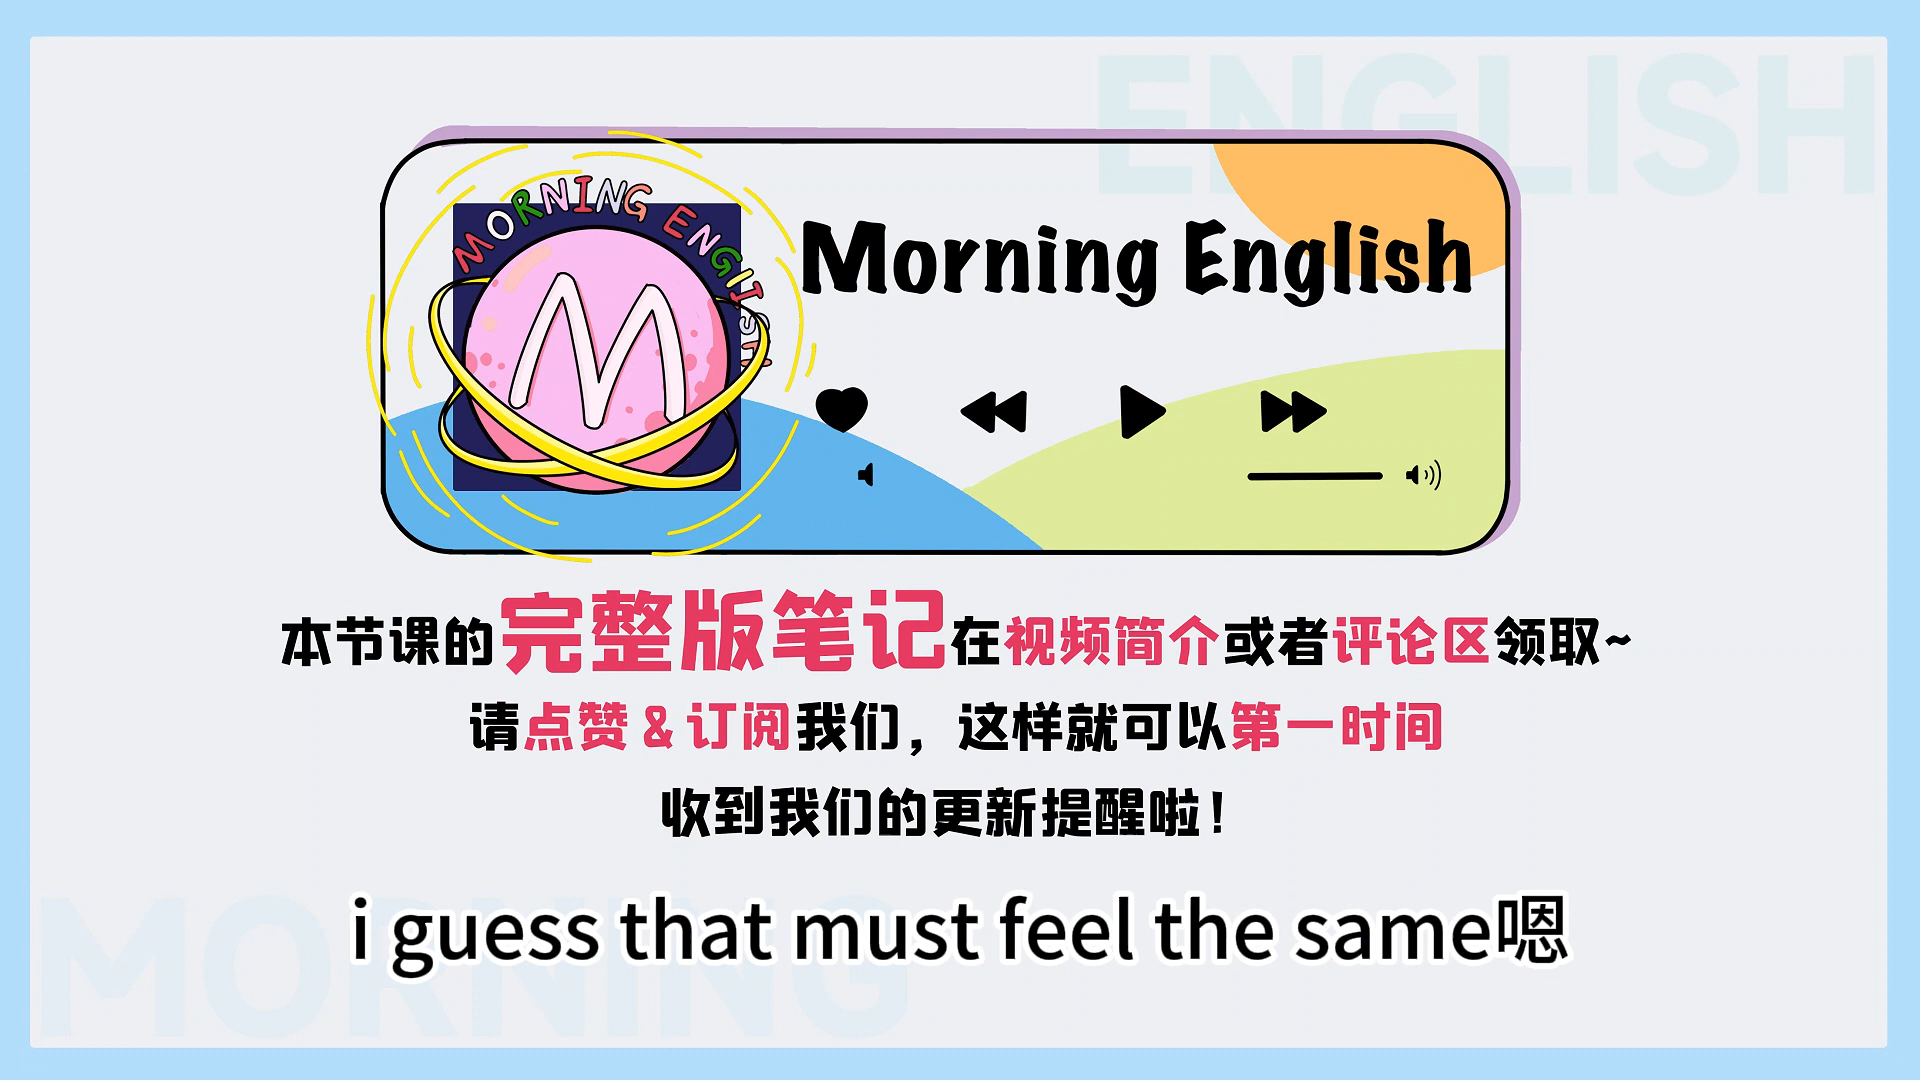 ENGLISH
MORNING ENGLISH
M
Morning English
本节课的完整版笔记在视频简介或者评论区领取~
请点赞&订阅我们，这样就可以第一时间
收到我们的更新提醒啦！
MORNING
i guess that must feel the same嗯